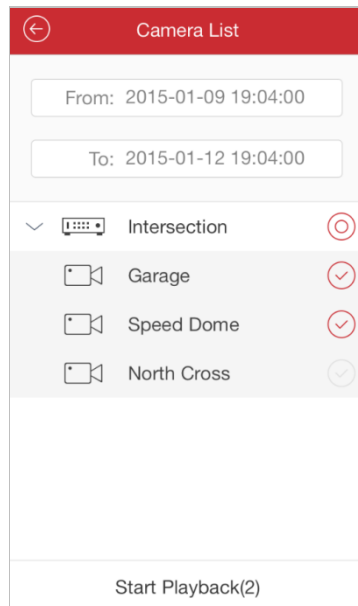 Camera List
From: 2015-01-09 19:04:00
To: 2015-01-12 19:04:00
Intersection
Garage
Speed Dome
North Cross
Start Playback(2)